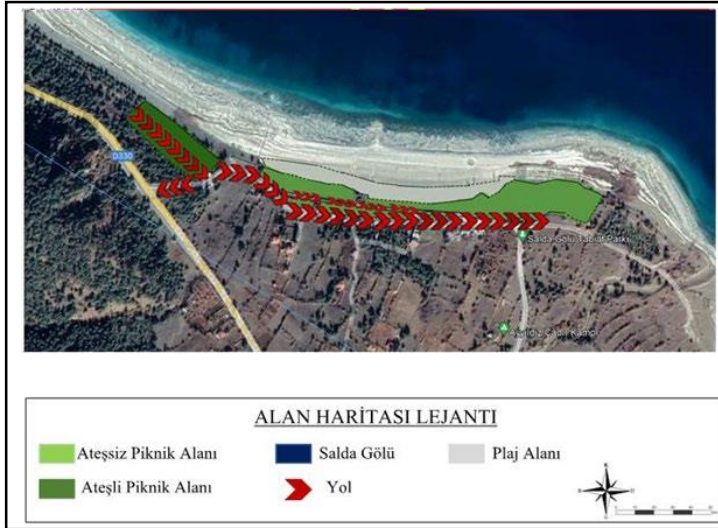 D330
Salda Gölü Tabiat Parkı
ALAN HARİTASI LEJANTI
Ateşsiz Piknik Alanı
Salda Gölü
Plaj Alanı
Ateşli Piknik Alanı
Yol
N